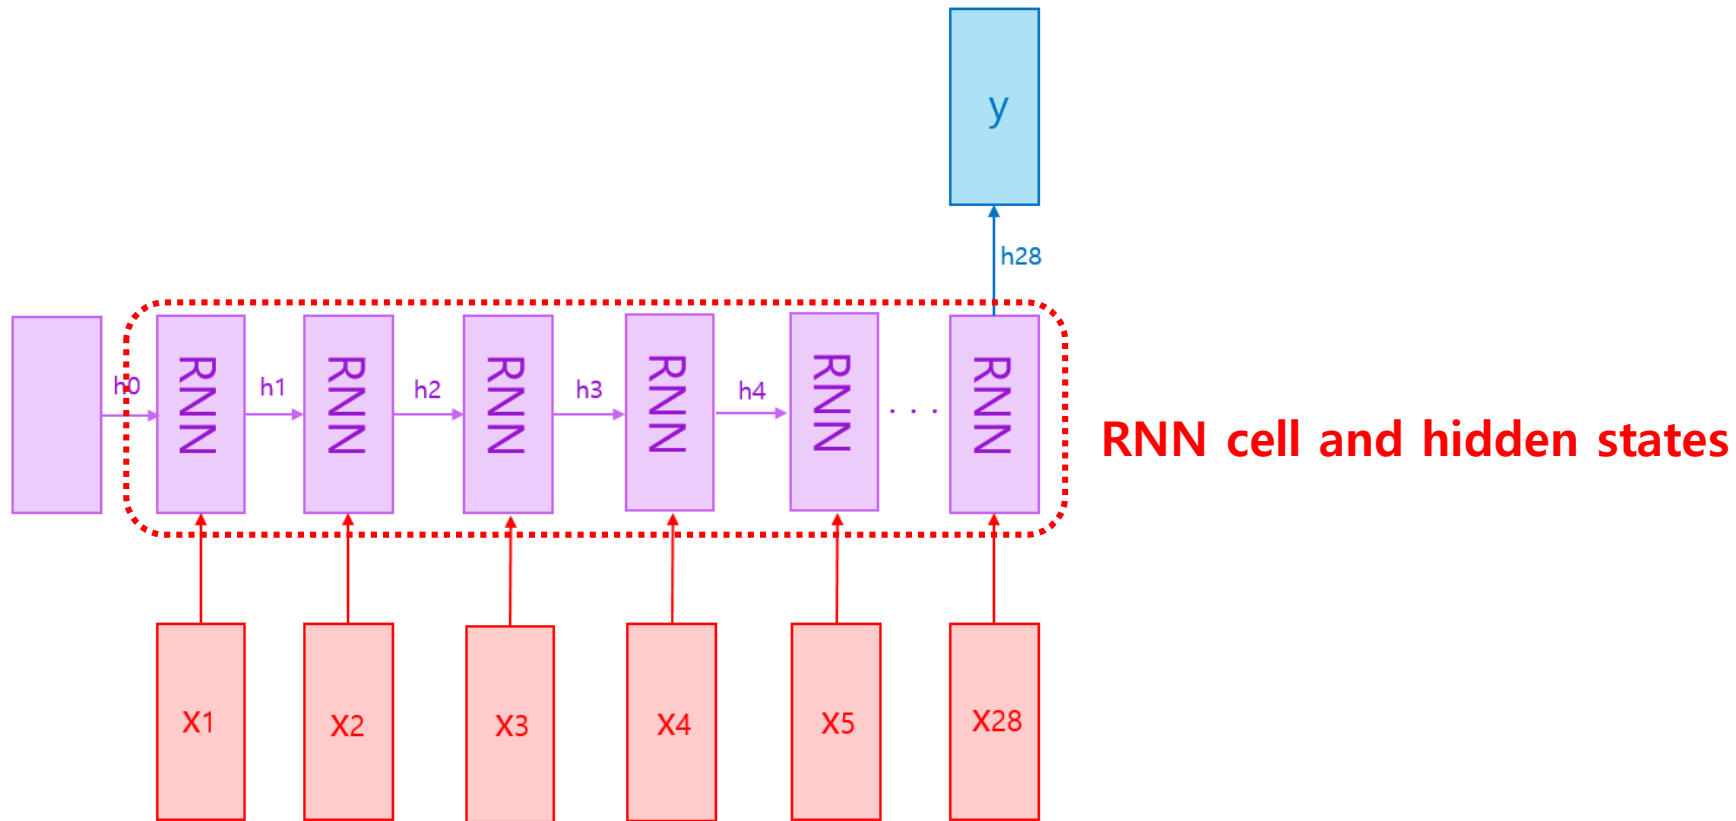 y
h28
h0
h1
h2
h3
h4
RNN
RNN
RNN
RNN
RNN
. . .
RNN
RNN cell and hidden states
X1
X2
X3
X4
X5
X28